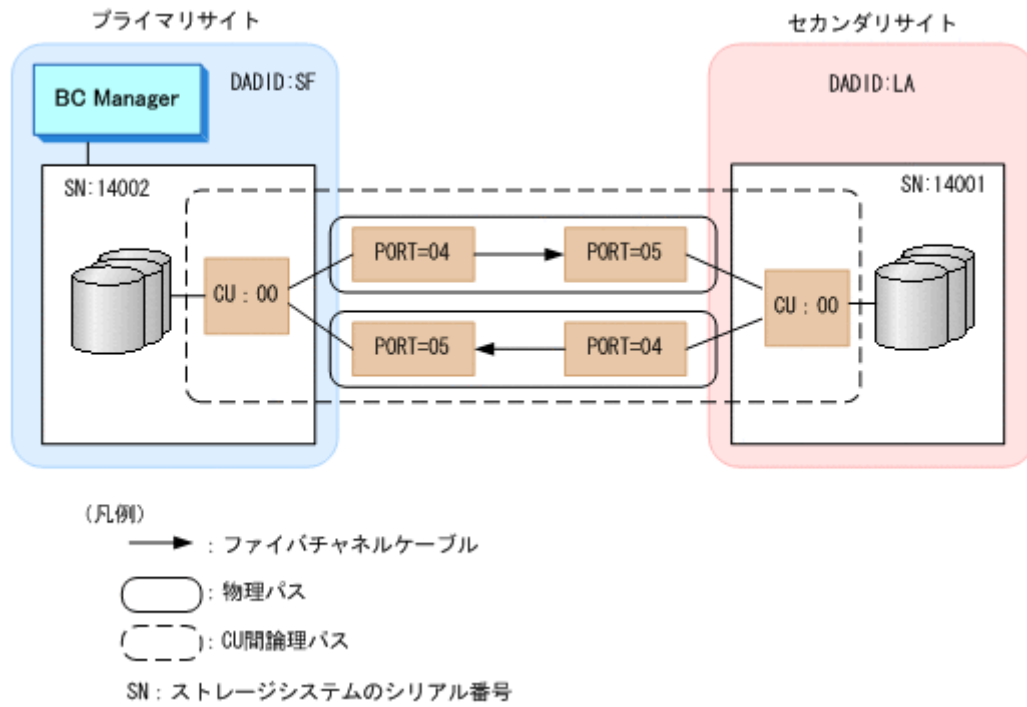 プライマリサイト
セカンダリサイト
BC Manager
DADID:SF
DADID:LA
SN:14002
SN:14001
PORT=04
PORT=05
CU : 00
CU : 00
PORT=05
PORT=04
(凡例)
: ファイバチャネルケーブル
: 物理パス
: CU間論理パス
SN : ストレージシステムのシリアル番号